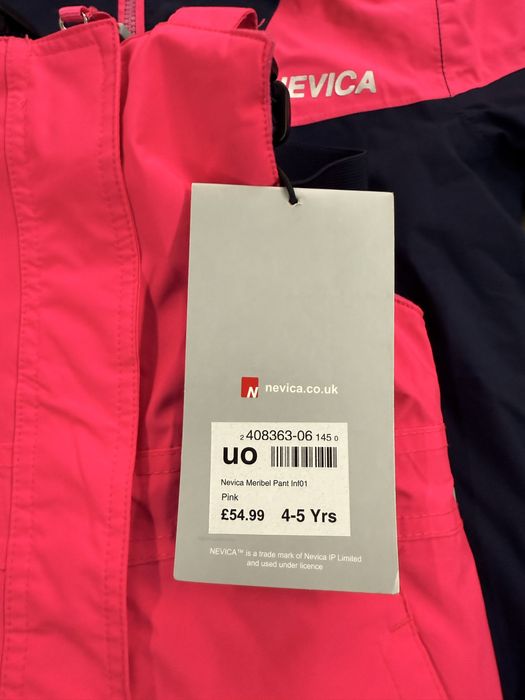 NEVICA
N nevica.co.uk
2 408363-06 145 0
uo
Nevica Meribel Pant Inf01
Pink
£54.99 4-5 Yrs
NEVICA™ is a trade mark of Nevica IP Limited
and used under licence